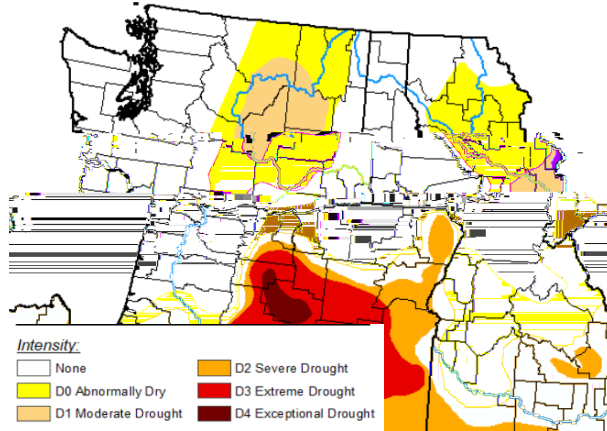 Intensity:
None
D0 Abnormally Dry
D1 Moderate Drought
D2 Severe Drought
D3 Extreme Drought
D4 Exceptional Drought